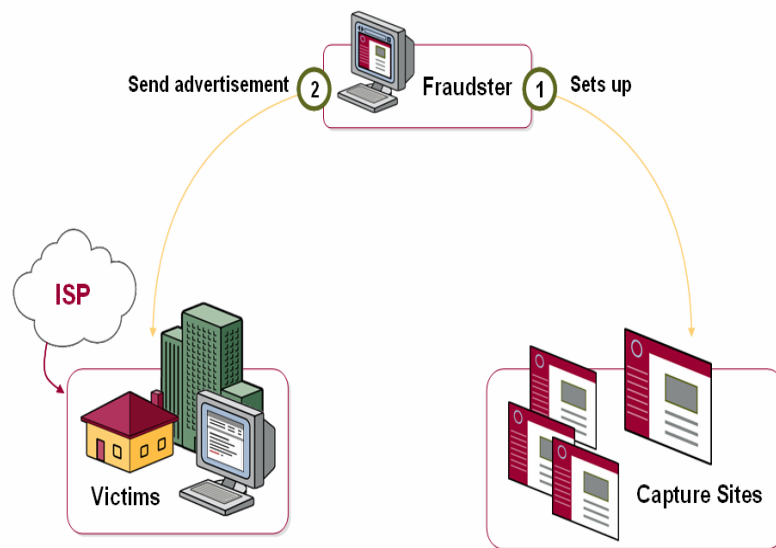 Send advertisement
2
Fraudster
1
Sets up
ISP
Victims
Capture Sites